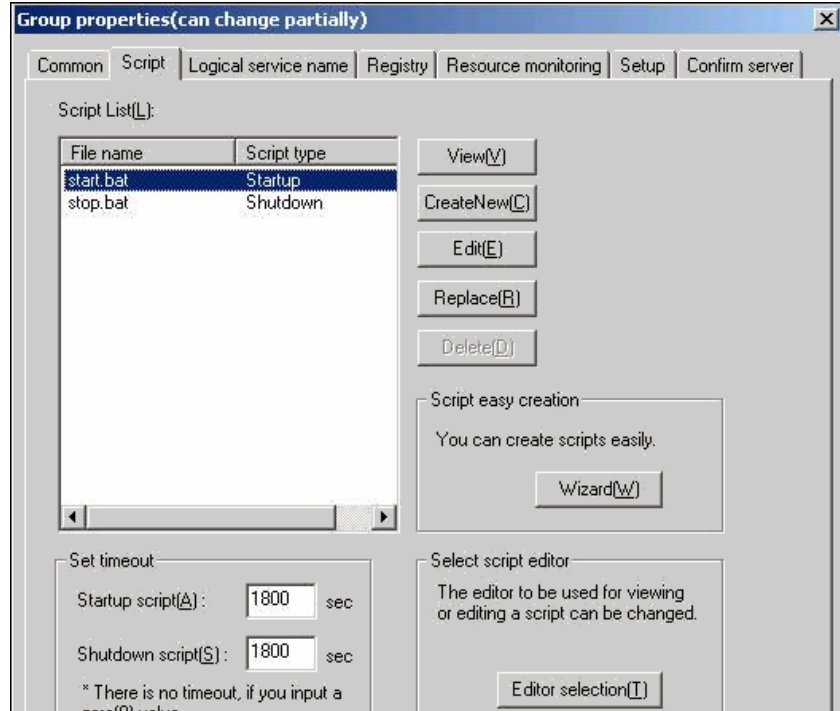 Group properties(can change partially)
Common Script Logical service name Registry Resource monitoring Setup Confirm server
Script List(L):
File name Script type
start.bat Startup
stop.bat Shutdown
View(V)
CreateNew(C)
Edit(E)
Replace(R)
Delete(D)
Script easy creation
You can create scripts easily.
Wizard(W)
Set timeout
Startup script(A) : 1800 sec
Shutdown script(S) : 1800 sec
* There is no timeout, if you input a
Select script editor
The editor to be used for viewing
or editing a script can be changed.
Editor selection(T)